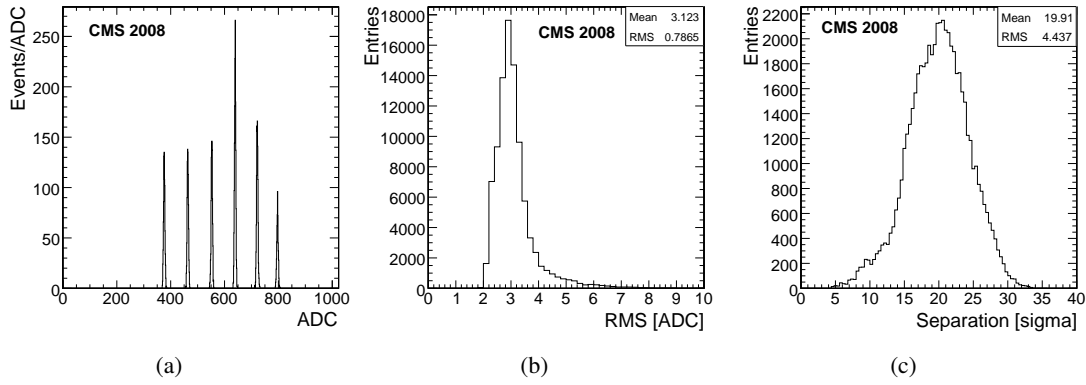 Events/ADC
250
200
150
100
50
0
CMS 2008
0 200 400 600 800 1000
ADC
(a)
Entries
18000
16000
14000
12000
10000
8000
6000
4000
2000
0
CMS 2008
Mean 3.123
RMS 0.7865
0 1 2 3 4 5 6 7 8 9 10
RMS [ADC]
(b)
Entries
2200
2000
1800
1600
1400
1200
1000
800
600
400
200
0
CMS 2008
Mean 19.91
RMS 4.437
0 5 10 15 20 25 30 35 40
Separation [sigma]
(c)